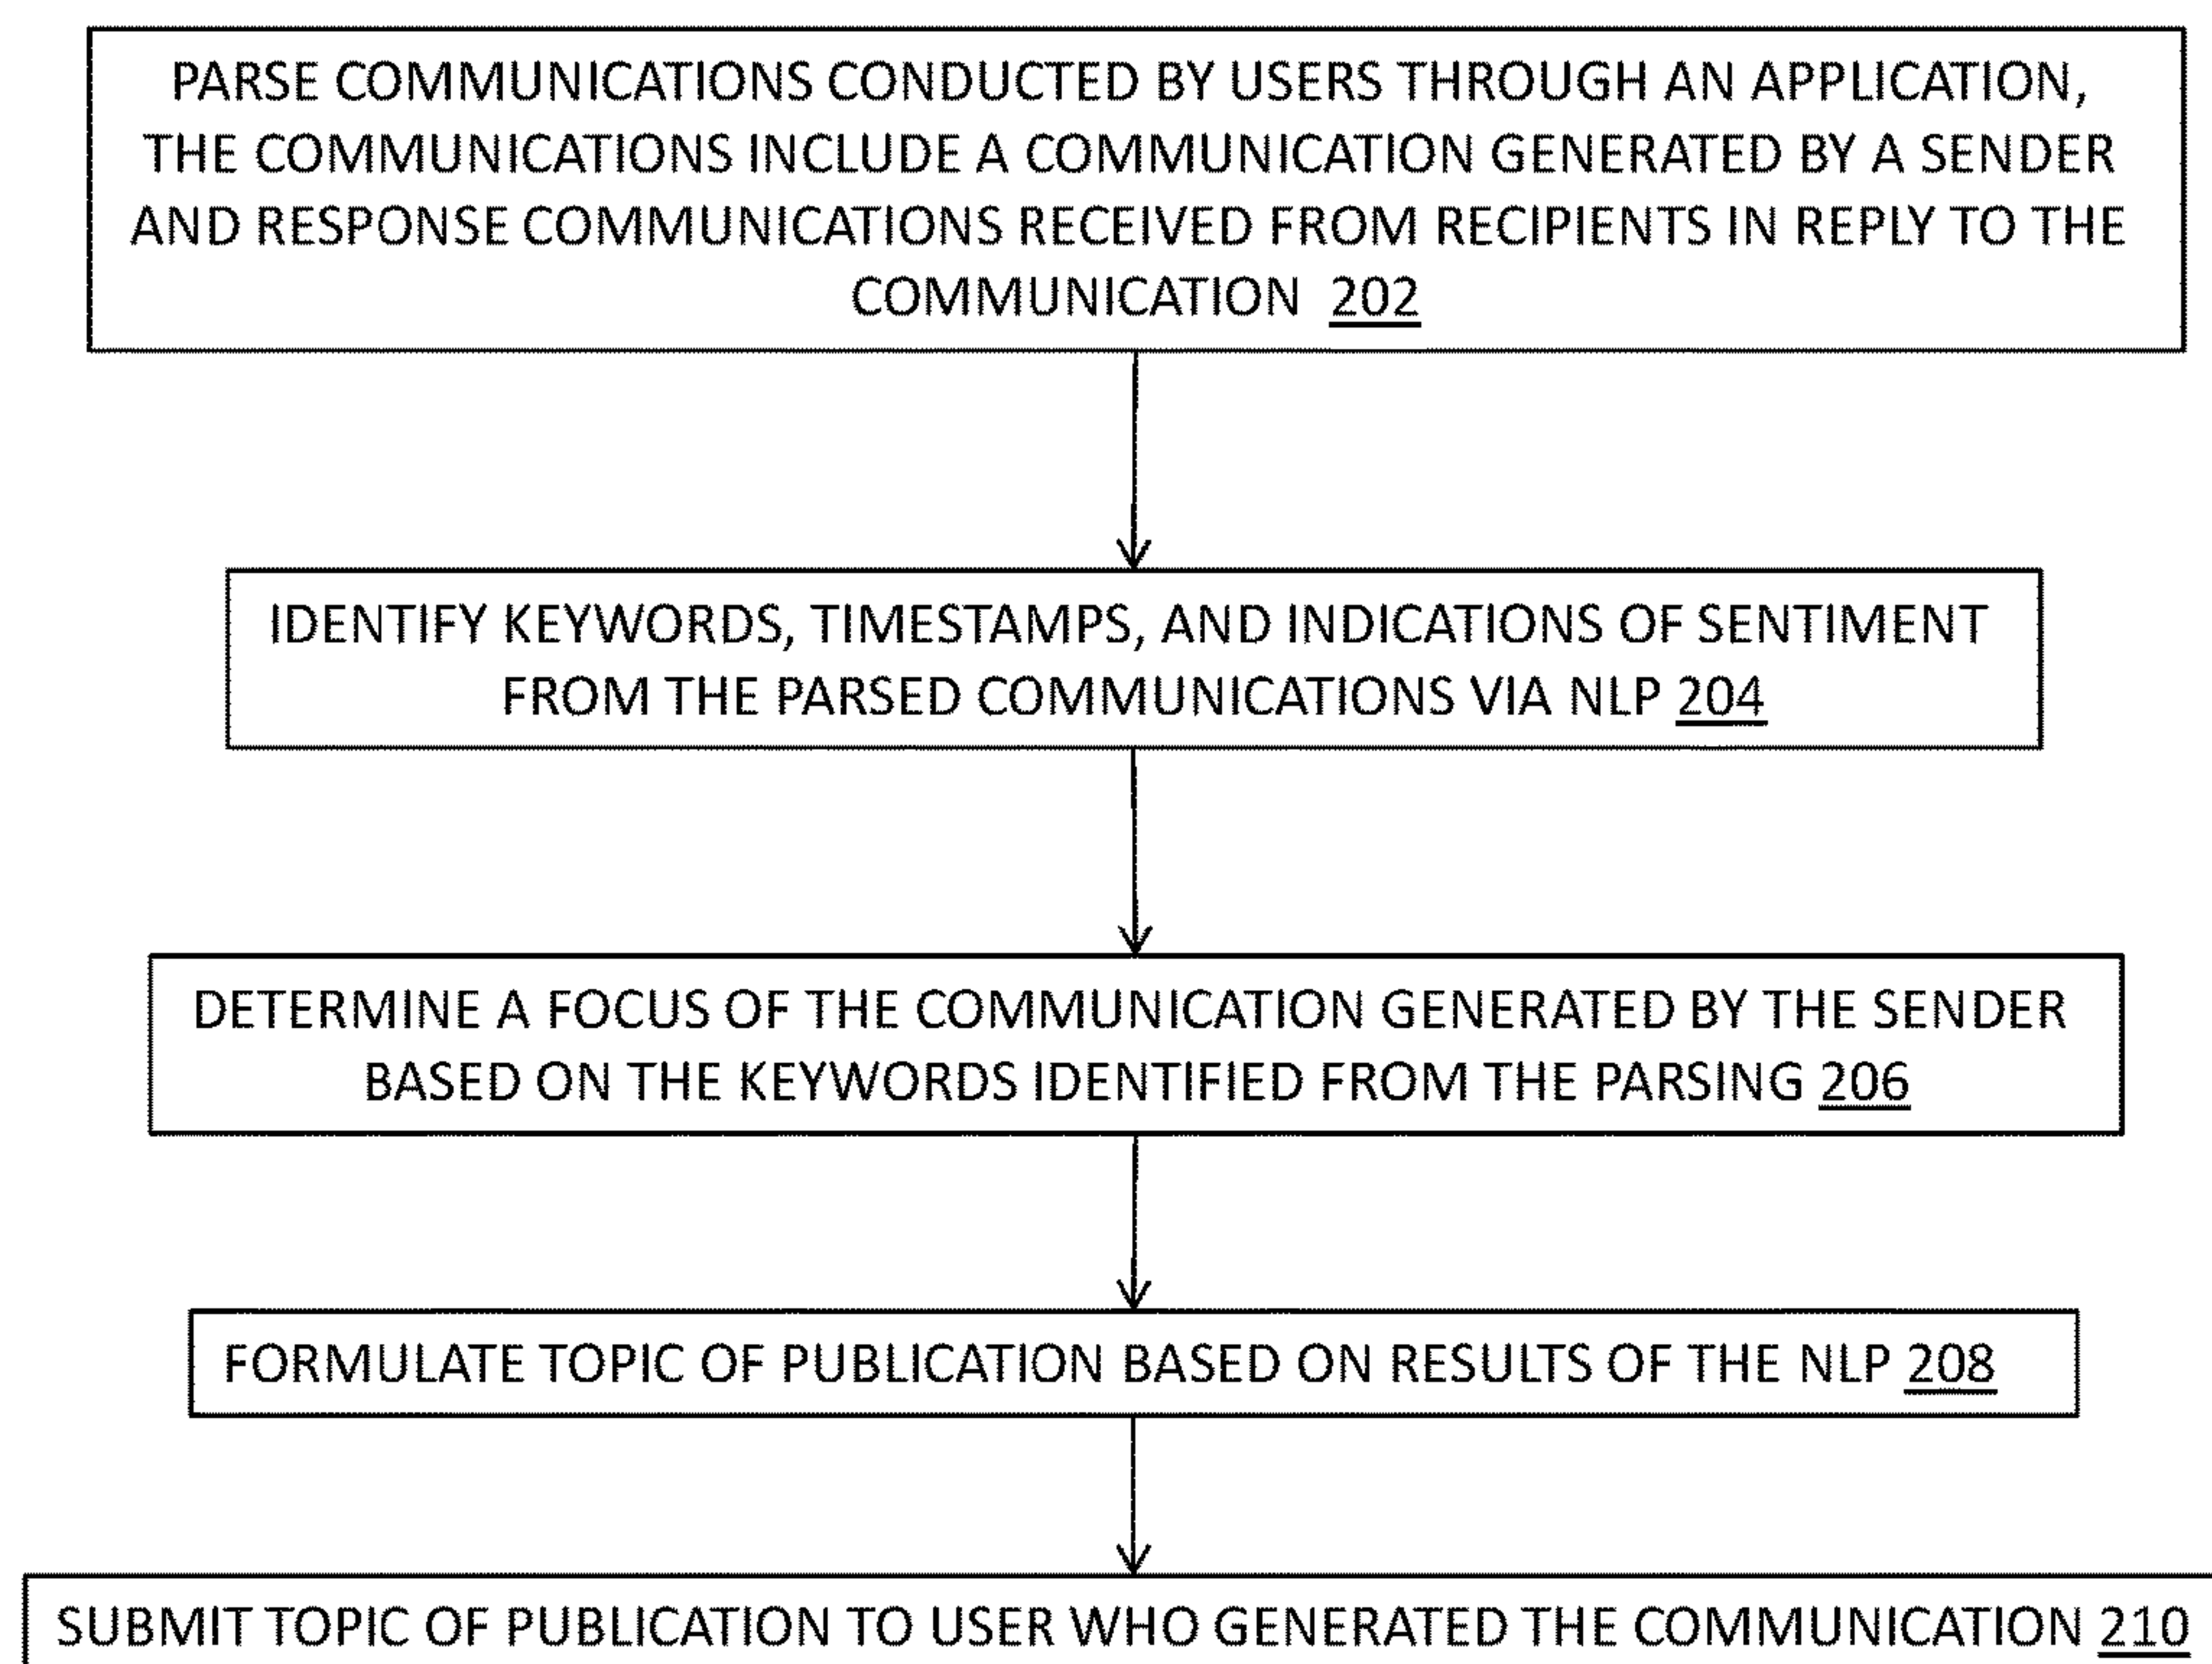 PARSE COMMUNICATIONS CONDUCTED BY USERS THROUGH AN APPLICATION,
THE COMMUNICATIONS INCLUDE A COMMUNICATION GENERATED BY A SENDER
AND RESPONSE COMMUNICATIONS RECEIVED FROM RECIPIENTS IN REPLY TO THE
COMMUNICATION 202
IDENTIFY KEYWORDS, TIMESTAMPS, AND INDICATIONS OF SENTIMENT
FROM THE PARSED COMMUNICATIONS VIA NLP 204
DETERMINE A FOCUS OF THE COMMUNICATION GENERATED BY THE SENDER
BASED ON THE KEYWORDS IDENTIFIED FROM THE PARSING 206
FORMULATE TOPIC OF PUBLICATION BASED ON RESULTS OF THE NLP 208
SUBMIT TOPIC OF PUBLICATION TO USER WHO GENERATED THE COMMUNICATION 210